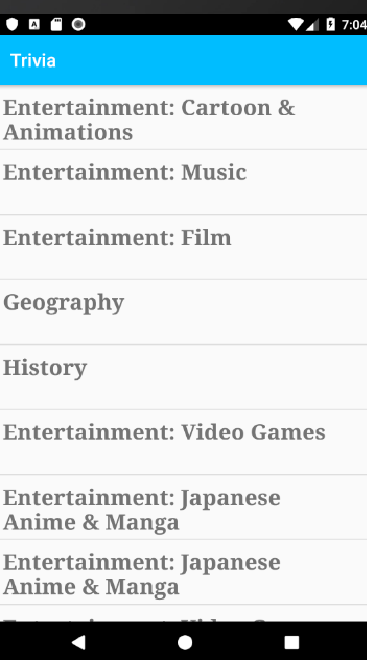 7:04
Trivia
Entertainment: Cartoon &
Animations
Entertainment: Music
Entertainment: Film
Geography
History
Entertainment: Video Games
Entertainment: Japanese
Anime & Manga
Entertainment: Japanese
Anime & Manga